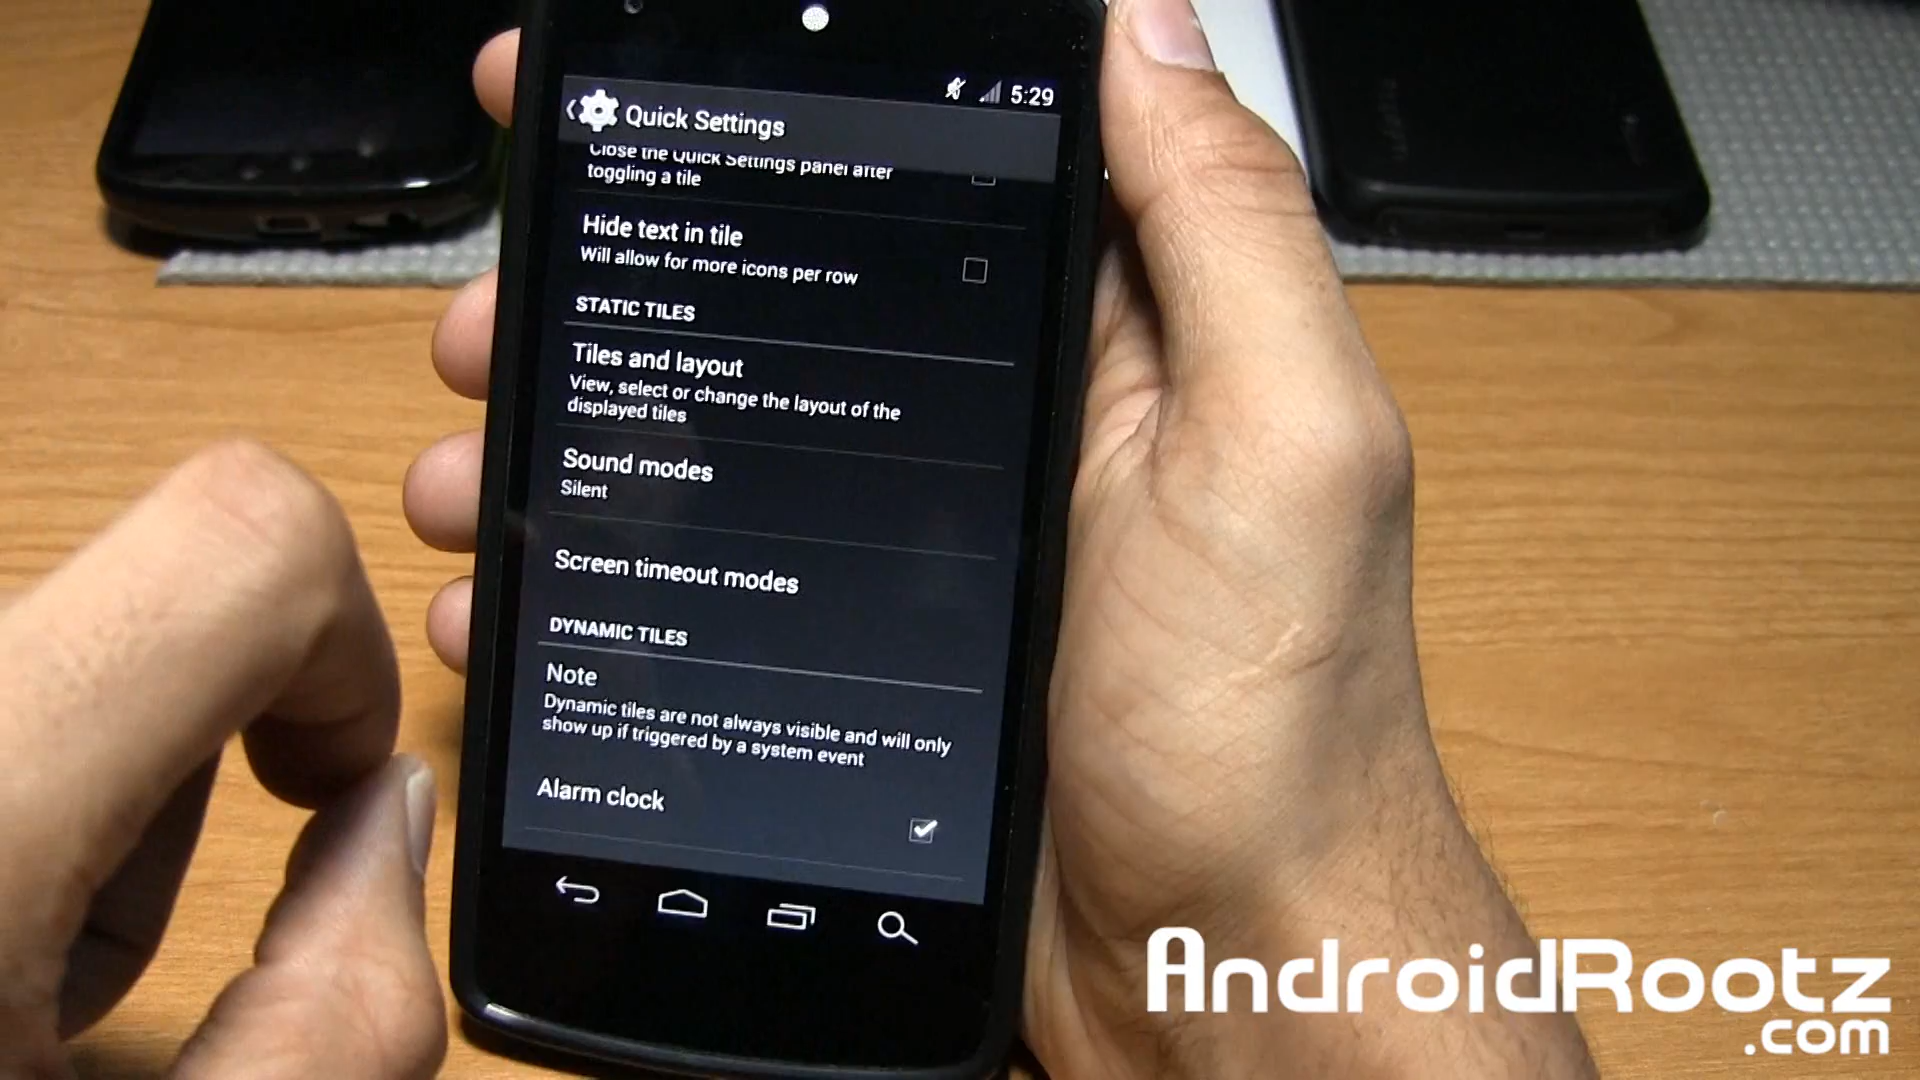 5:29
Quick Settings
Close the Quick Settings panel after
toggling a tile
Hide text in tile
Will allow for more icons per row
STATIC TILES
Tiles and layout
View, select or change the layout of the
displayed tiles
Sound modes
Silent
Screen timeout modes
DYNAMIC TILES
Note
Dynamic tiles are not always visible and will only
show up if triggered by a system event
Alarm clock
AndroidRootz
.com